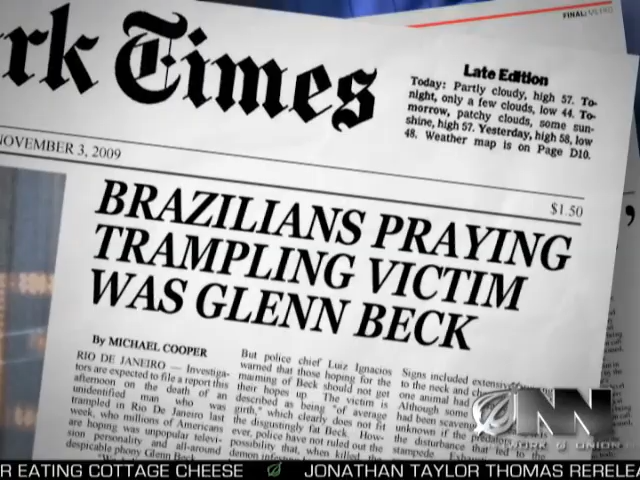 rk Times
FINAL
Late Edition
Today: Partly cloudy, high 57. To-
night, only a few clouds, low 44. To-
morrow, patchy clouds, some sun-
shine, high 57. Yesterday, high 58, low
48. Weather map is on Page D10.
NOVEMBER 3, 2009
$1.50
BRAZILIANS PRAYING
TRAMPLING VICTIM
WAS GLENN BECK
By MICHAEL COOPER
RIO DE JANEIRO — Investiga-
tors are expected to file a report this
afternoon on the death of an
unidentified man who was
trampled in Rio De Janeiro last
week, who millions of Americans
are hoping was unpopular televi-
sion personality and all-around
despicable phony Glenn Beck.
But police chief Luiz Ignacios
warned that those hoping for the
maiming of Beck should not get
their hopes up. The victim is
described as being "of average
girth," which clearly does not fit
the disgustingly fat Beck. How-
ever, police have not ruled out the
possibility that, when killed, the
Signs included extensive
to the neck and
one animal had
Although some
had been
unknown if the
the disturbance that led to the
stampede.
NN
R EATING COTTAGE CHEESE
JONATHAN TAYLOR THOMAS RERELEA